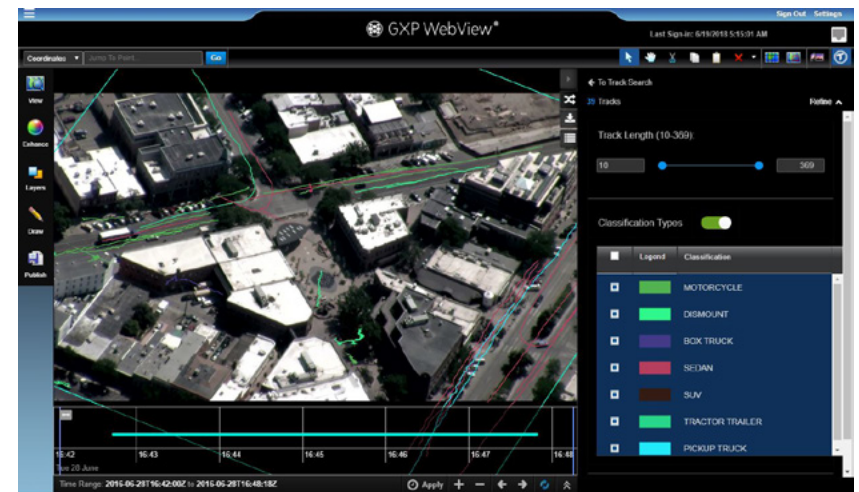 Sign Out Settings
GXP WebView®
Last Sign-in: 6/19/2018 5:15:01 AM
Coordinates Jump To Point... Go
View
Enhance
Layers
Draw
Publish
To Track Search
39 Tracks Refine
Track Length (10-369):
10 369
Classification Types
Legend Classification
MOTORCYCLE
DISMOUNT
BOX TRUCK
SEDAN
SUV
TRACTOR TRAILER
PICKUP TRUCK
16:42 16:43 16:44 16:45 16:46 16:47 16:48
Tue 28 June
Time Range: 2016-06-28T16:42:00Z to 2016-06-28T16:48:18Z Apply